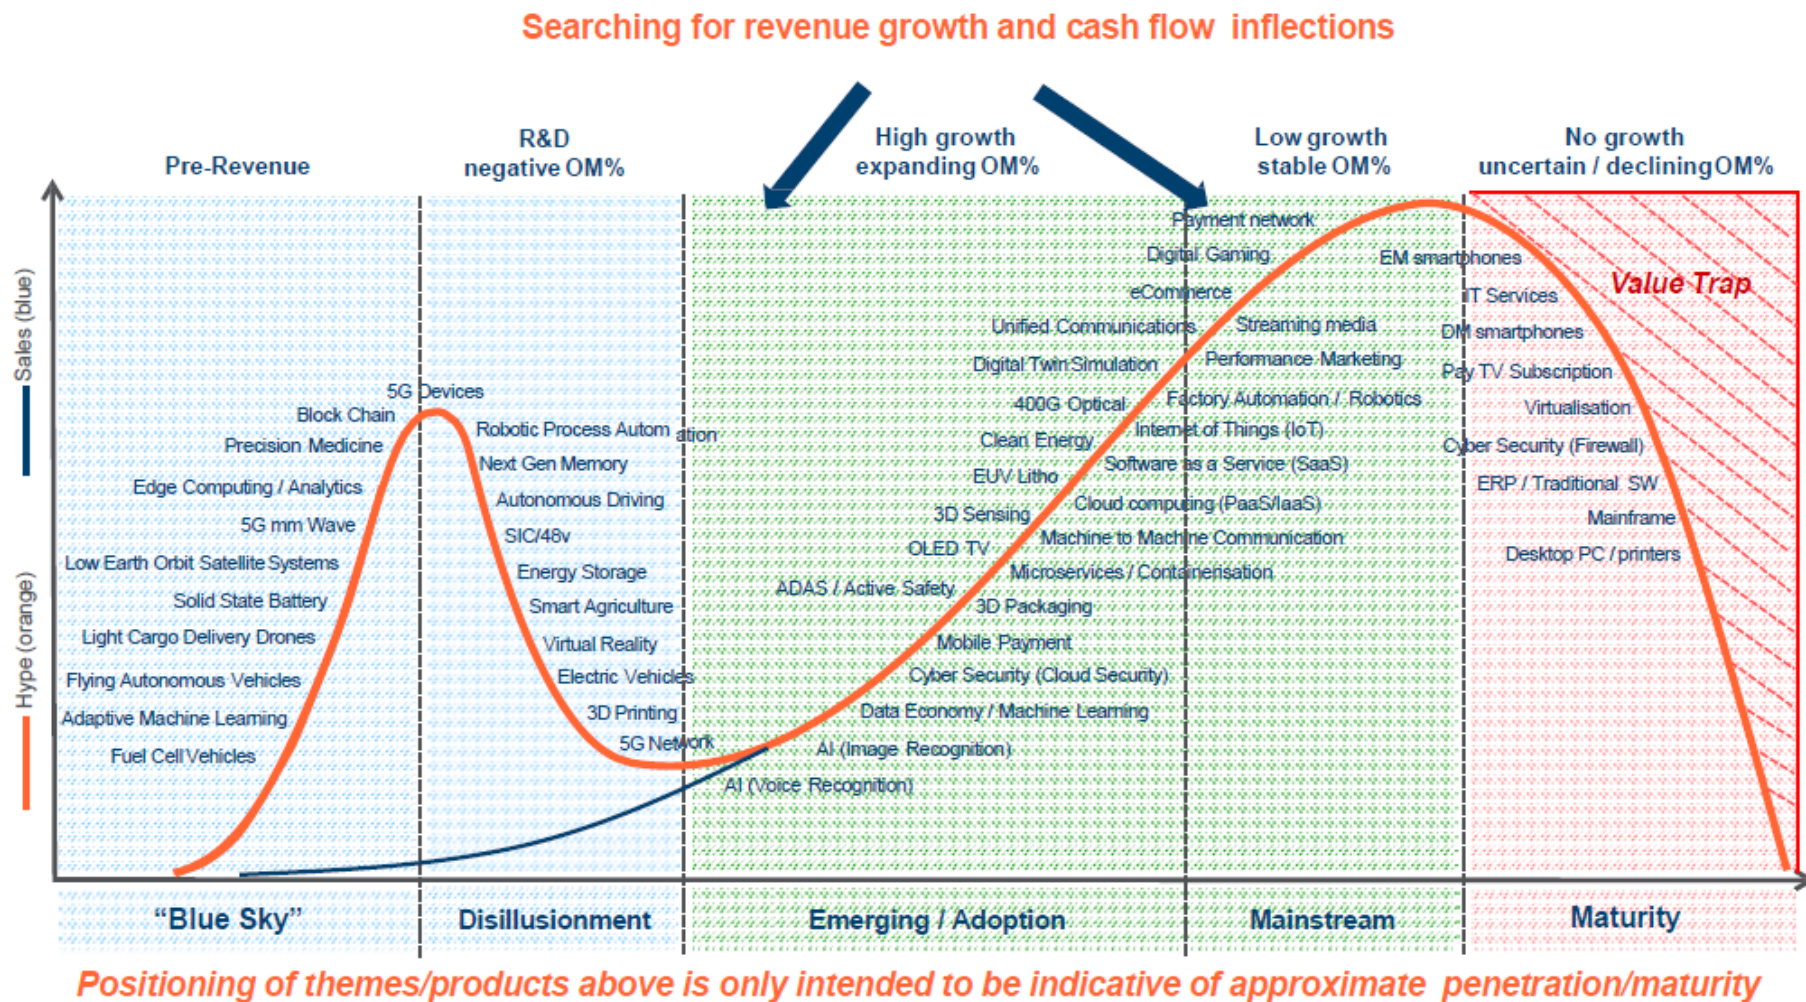 Searching for revenue growth and cash flow inflections
Pre-Revenue
R&D
negative OM%
High growth
expanding OM%
Low growth
stable OM%
No growth
uncertain / declining OM%
Sales (blue)
Hype (orange)
5G Devices
Block Chain
Precision Medicine
Edge Computing / Analytics
5G mm Wave
Low Earth Orbit Satellite Systems
Solid State Battery
Light Cargo Delivery Drones
Flying Autonomous Vehicles
Adaptive Machine Learning
Fuel Cell Vehicles
Robotic Process Automation
Next Gen Memory
Autonomous Driving
SIC/48v
Energy Storage
Smart Agriculture
Virtual Reality
Electric Vehicles
3D Printing
5G Network
Payment network
Digital Gaming
eCommerce
Unified Communications
Digital Twin Simulation
400G Optical
Clean Energy
EUV Litho
3D Sensing
OLED TV
ADAS / Active Safety
Streaming media
Performance Marketing
Factory Automation / Robotics
Internet of Things (IoT)
Software as a Service (SaaS)
Cloud computing (PaaS/IaaS)
Machine to Machine Communication
Microservices / Containerisation
3D Packaging
Mobile Payment
Cyber Security (Cloud Security)
Data Economy / Machine Learning
AI (Image Recognition)
AI (Voice Recognition)
EM smartphones
IT Services
DM smartphones
Pay TV Subscription
Virtualisation
Cyber Security (Firewall)
ERP / Traditional SW
Mainframe
Desktop PC / printers
Value Trap
“Blue Sky”
Disillusionment
Emerging / Adoption
Mainstream
Maturity
Positioning of themes/products above is only intended to be indicative of approximate penetration/maturity